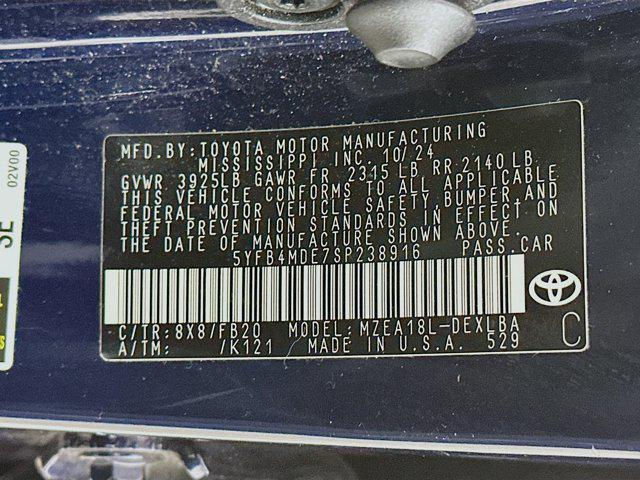 MFD.BY:TOYOTA MOTOR MANUFACTURING
MISSISSIPPI, INC. 10/24
GVWR 3925LB GAWR FR 2315 LB RR 2140 LB
THIS VEHICLE CONFORMS TO ALL APPLICABLE
FEDERAL MOTOR VEHICLE SAFETY,BUMPER,AND
THEFT PREVENTION STANDARDS IN EFFECT ON
THE DATE OF MANUFACTURE SHOWN ABOVE.
5YFB4MDE7SP238916 PASS.CAR
C/TR:8X8/FB20 MODEL:MZEA18L-DEXLBA
A/TM: /K121 MADE IN U.S.A. 529
C
02V00
SE